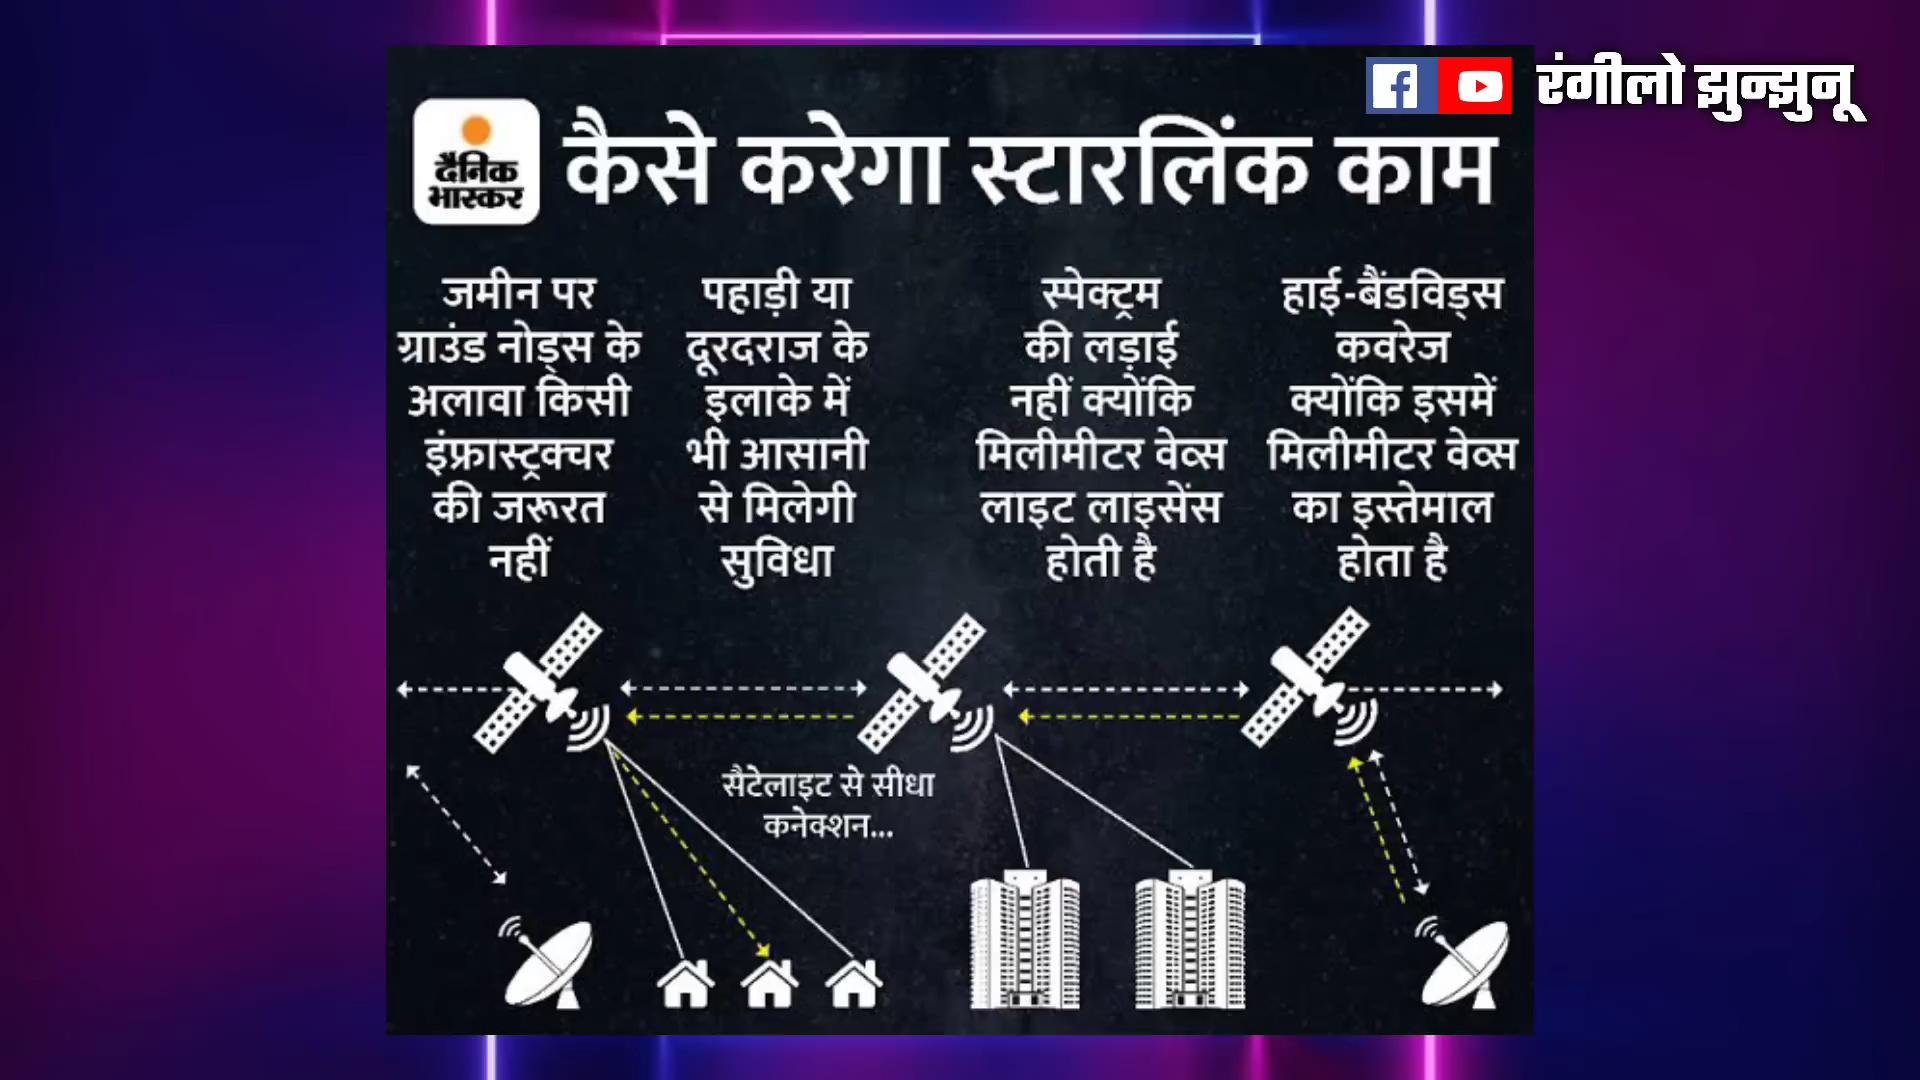 रंगीलो झुन्झुनू
दैनिक
भास्कर
कैसे करेगा स्टारलिंक काम
जमीन पर
ग्राउंड नोड्स के
अलावा किसी
इंफ्रास्ट्रक्चर
की जरूरत
नहीं
पहाड़ी या
दूरदराज के
इलाके में
भी आसानी
से मिलेगी
सुविधा
स्पेक्ट्रम
की लड़ाई
नहीं क्योंकि
मिलीमीटर वेव्स
लाइट लाइसेंस
होती है
हाई-बैंडविड्स
कवरेज
क्योंकि इसमें
मिलीमीटर वेव्स
का इस्तेमाल
होता है
सैटेलाइट से सीधा
कनेक्शन...